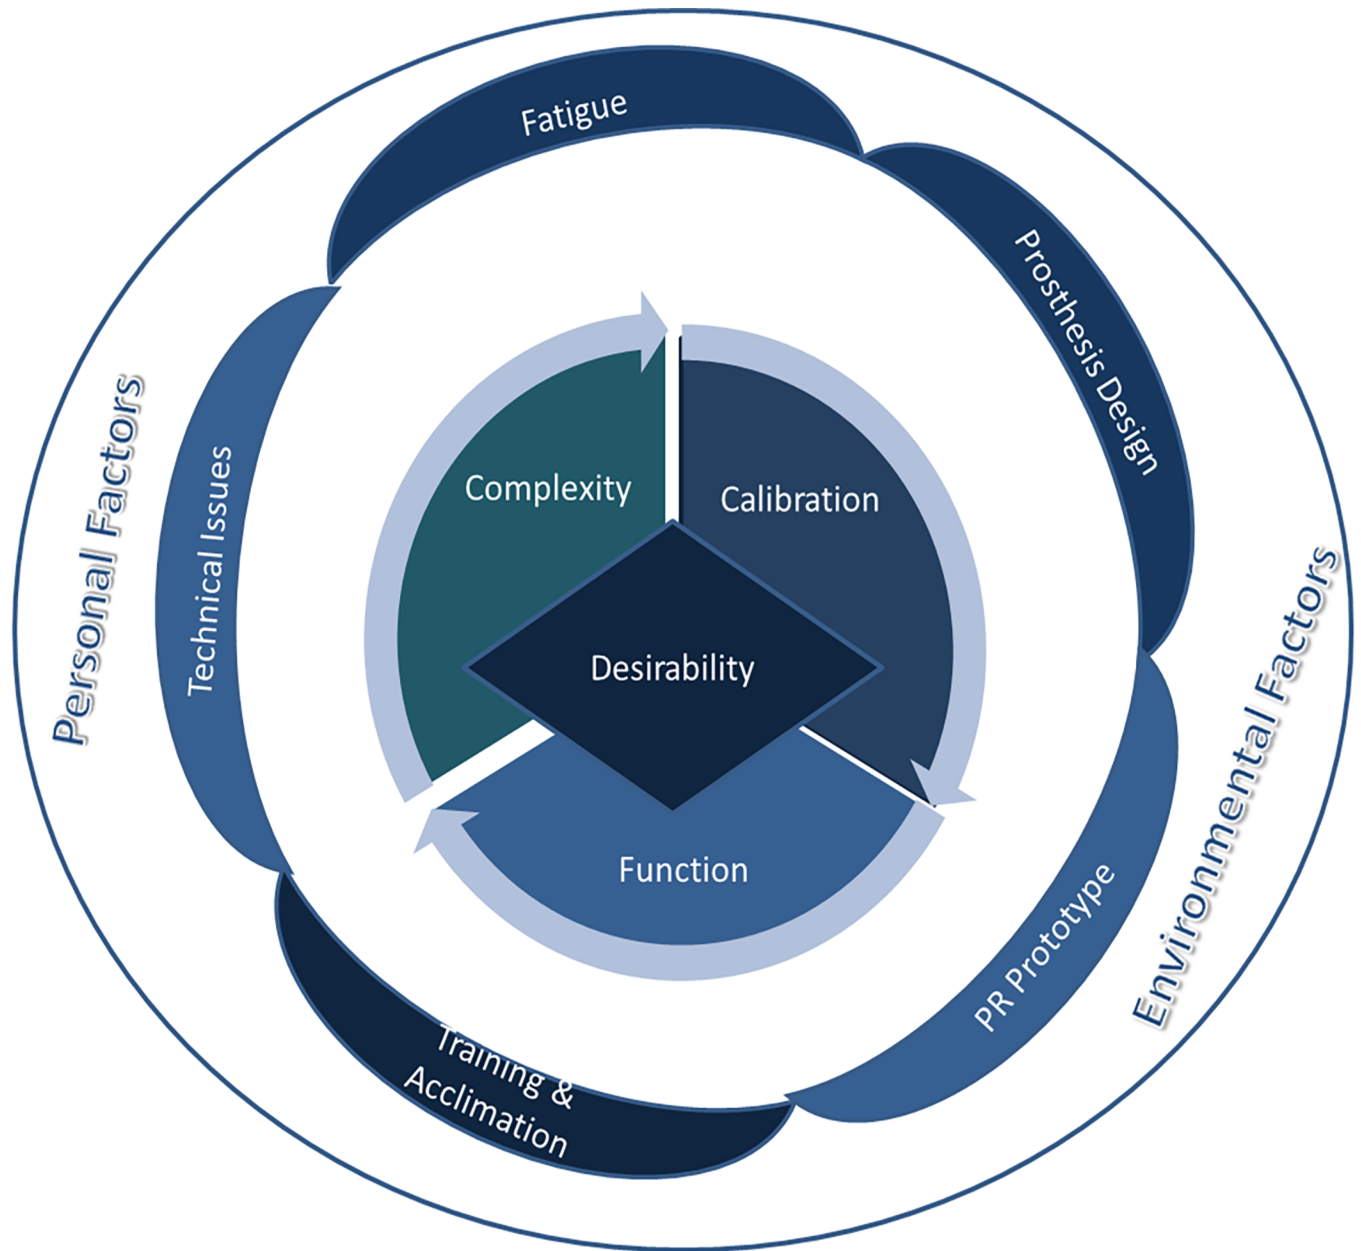 Fatigue
Prosthesis Design
Personal Factors
Technical Issues
Complexity
Calibration
Desirability
Function
Environmental Factors
PR Prototype
Training &
Acclimation